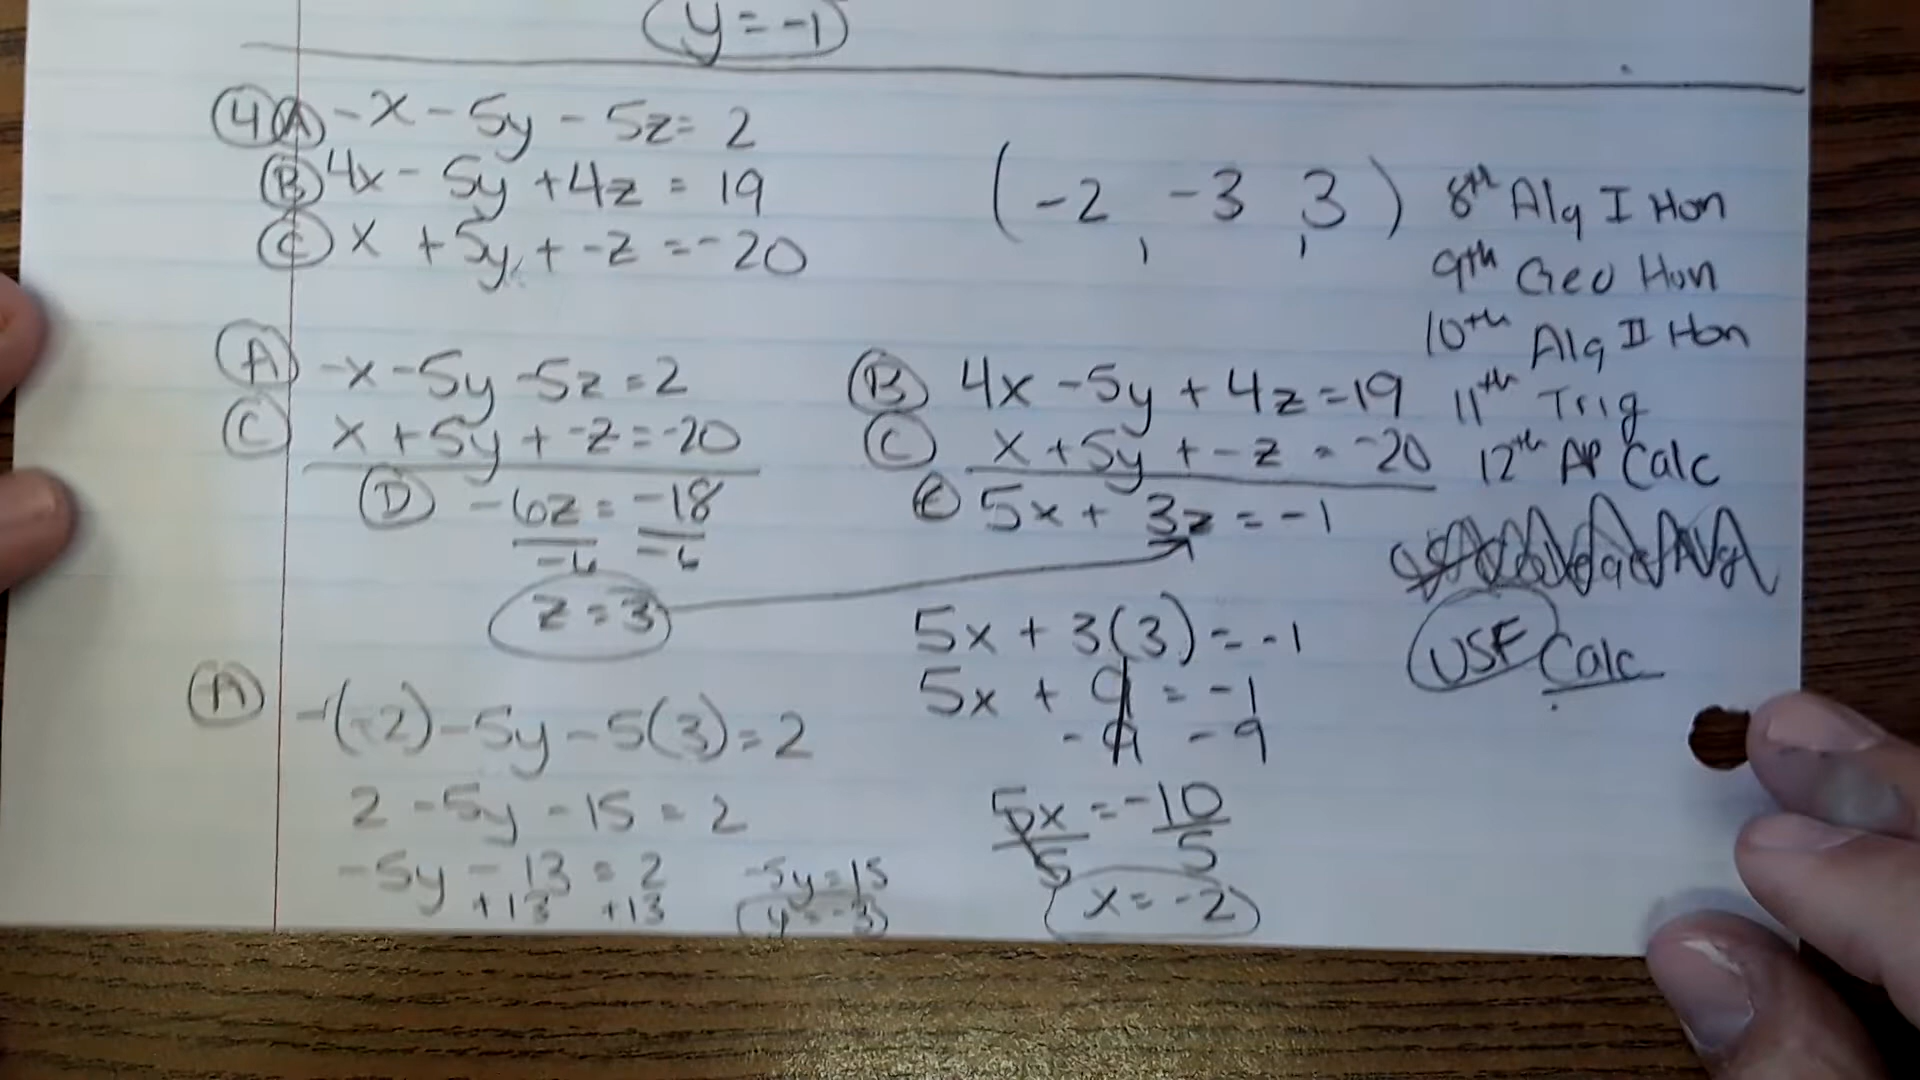 y = -1
4 A -x - 5y - 5z = 2
B 4x - 5y + 4z = 19
C x + 5y + -z = -20
( -2 , -3 , 3 )
8th Alg I Hon
9th Geo Hon
10th Alg II Hon
11th Trig
12th AP Calc
USF Calc
A -x - 5y - 5z = 2
C x + 5y + -z = -20
D -6z = -18
-6 -6
z = 3
B 4x - 5y + 4z = 19
C x + 5y + -z = -20
E 5x + 3z = -1
5x + 3(3) = -1
5x + 9 = -1
- 9 - 9
5x = -10
5 5
x = -2
A -(-2) - 5y - 5(3) = 2
2 - 5y - 15 = 2
-5y - 13 = 2
+13 +13
-5y = 15
y = -3